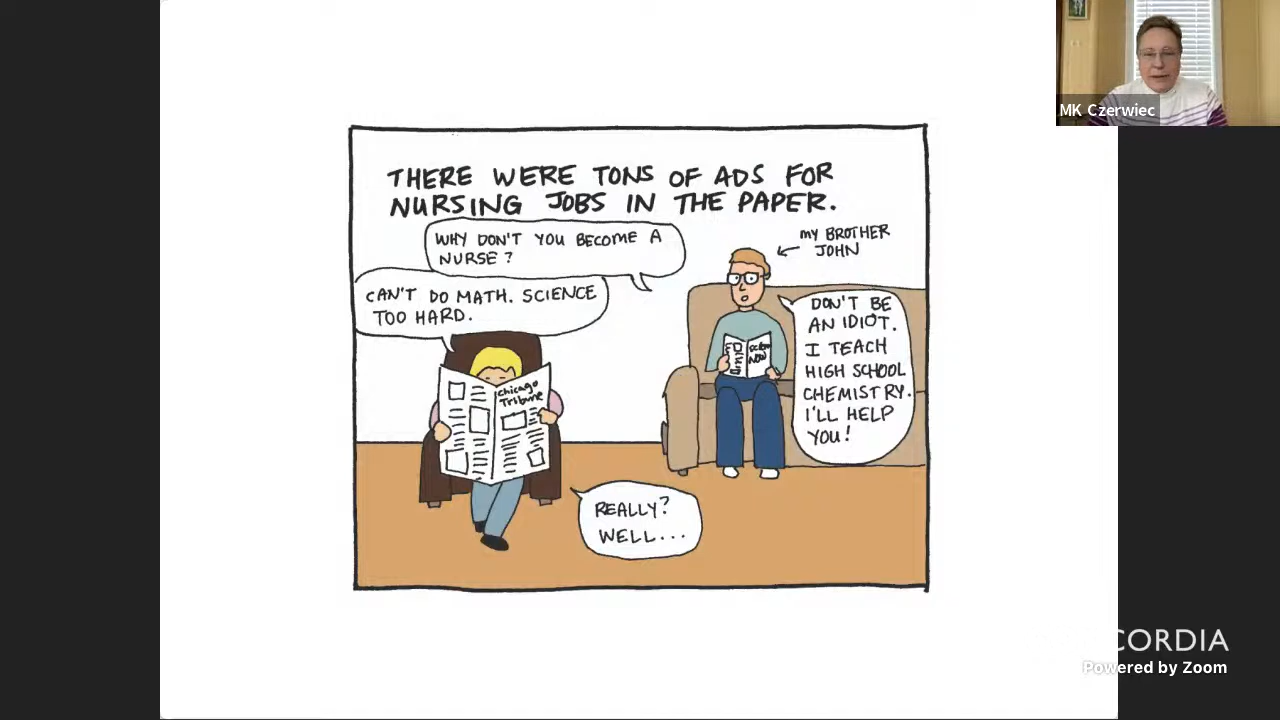 MK Czerwiec
THERE WERE TONS OF ADS FOR
NURSING JOBS IN THE PAPER.
WHY DON'T YOU BECOME A
NURSE?
my BROTHER
JOHN
CAN'T DO MATH. SCIENCE
TOO HARD.
DON'T BE
AN IDIOT.
I TEACH
HIGH SCHOOL
CHEMISTRY.
I'LL HELP
YOU!
Chicago
Tribune
NOW
REALLY?
WELL...
CORDIA
Powered by Zoom